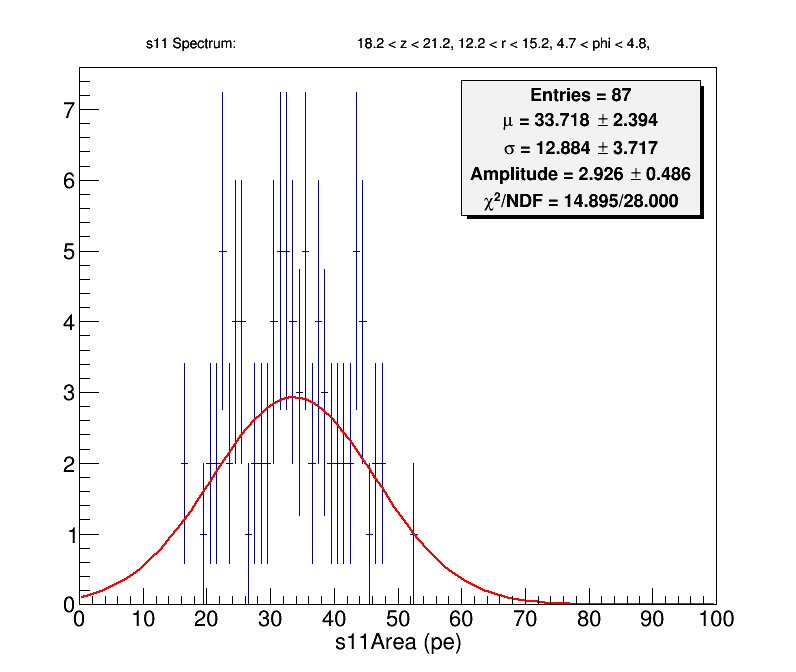 s11 Spectrum: 18.2 < z < 21.2, 12.2 < r < 15.2, 4.7 < phi < 4.8,
Entries = 87
μ = 33.718 ± 2.394
σ = 12.884 ± 3.717
Amplitude = 2.926 ± 0.486
χ²/NDF = 14.895/28.000
7
6
5
4
3
2
1
0
0 10 20 30 40 50 60 70 80 90 100
s11Area (pe)